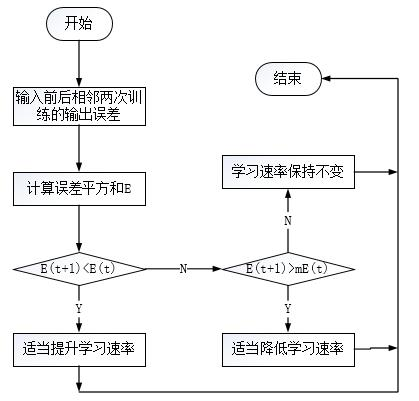 开始
输入前后相邻两次训
练的输出误差
计算误差平方和E
E(t+1)<E(t)
N
Y
适当提升学习速率
结束
学习速率保持不变
N
E(t+1)>mE(t)
Y
适当降低学习速率